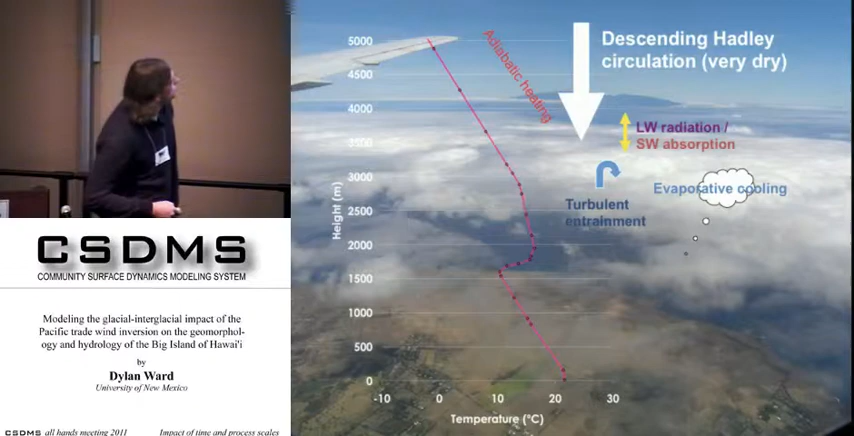 CSDMS
COMMUNITY SURFACE DYNAMICS MODELING SYSTEM
Modeling the glacial-interglacial impact of the
Pacific trade wind inversion on the geomorphol-
ogy and hydrology of the Big Island of Hawai'i
by
Dylan Ward
University of New Mexico
CSDMS all hands meeting 2011
Impact of time and process scales
Descending Hadley
circulation (very dry)
Adiabatic heating
LW radiation /
SW absorption
Turbulent
entrainment
Evaporative cooling
Height (m)
5000
4500
4000
3500
3000
2500
2000
1500
1000
500
0
-10 0 10 20 30
Temperature (°C)